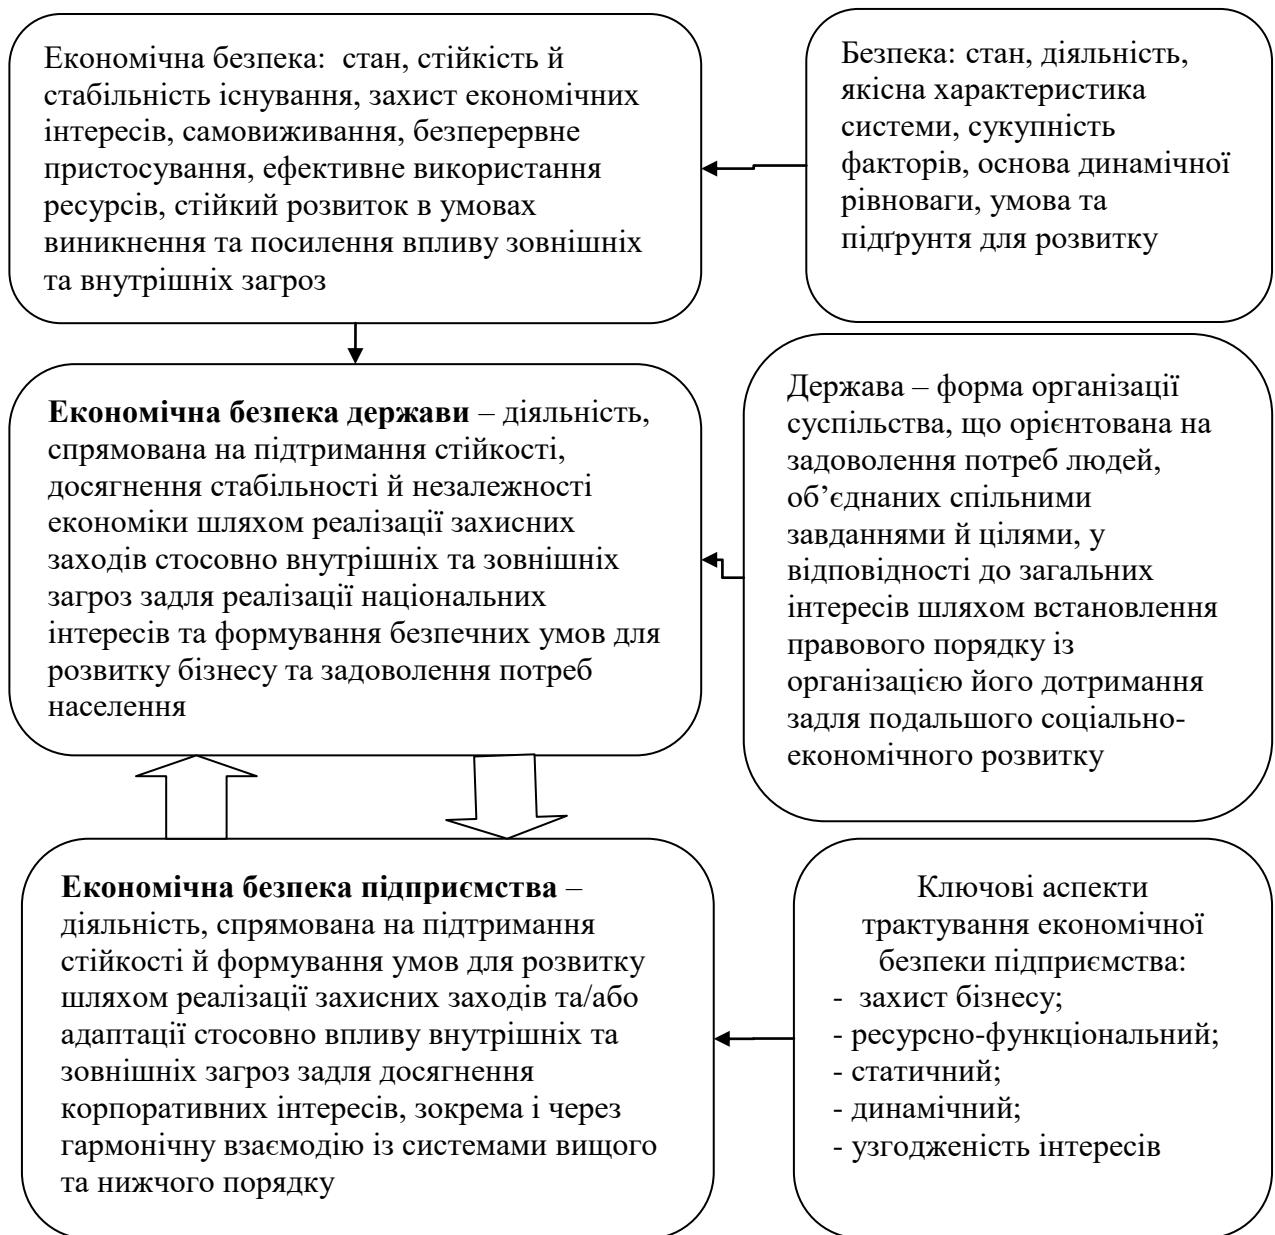 Економічна безпека:  стан, стійкість й
стабільність існування, захист економічних
інтересів, самовиживання, безперервне
пристосування, ефективне використання
ресурсів, стійкий розвиток в умовах
виникнення та посилення впливу зовнішніх
та внутрішніх загроз
Безпека: стан, діяльність,
якісна характеристика
системи, сукупність
факторів, основа динамічної
рівноваги, умова та
підґрунтя для розвитку
Економічна безпека держави – діяльність,
спрямована на підтримання стійкості,
досягнення стабільності й незалежності
економіки шляхом реалізації захисних
заходів стосовно внутрішніх та зовнішніх
загроз задля реалізації національних
інтересів та формування безпечних умов для
розвитку бізнесу та задоволення потреб
населення
Держава – форма організації
суспільства, що орієнтована на
задоволення потреб людей,
об’єднаних спільними
завданнями й цілями, у
відповідності до загальних
інтересів шляхом встановлення
правового порядку із
організацією його дотримання
задля подальшого соціально-
економічного розвитку
Економічна безпека підприємства –
діяльність, спрямована на підтримання
стійкості й формування умов для розвитку
шляхом реалізації захисних заходів та/або
адаптації стосовно впливу внутрішніх та
зовнішніх загроз задля досягнення
корпоративних інтересів, зокрема і через
гармонічну взаємодію із системами вищого
та нижчого порядку
Ключові аспекти
трактування економічної
безпеки підприємства:
-  захист бізнесу;
- ресурсно-функціональний;
- статичний;
- динамічний;
- узгодженість інтересів